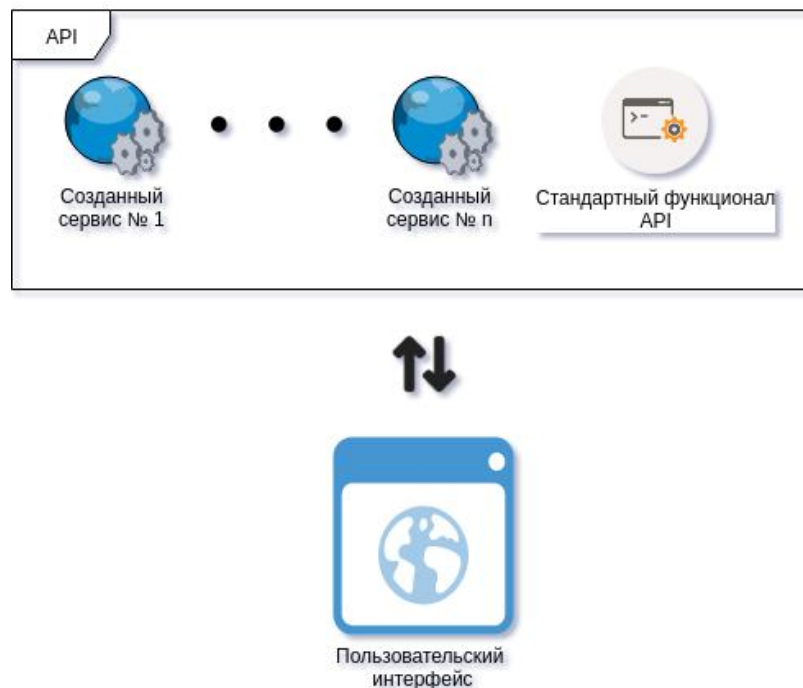 API
Созданный
сервис № 1
Созданный
сервис № n
Стандартный функционал
API
Пользовательский
интерфейс